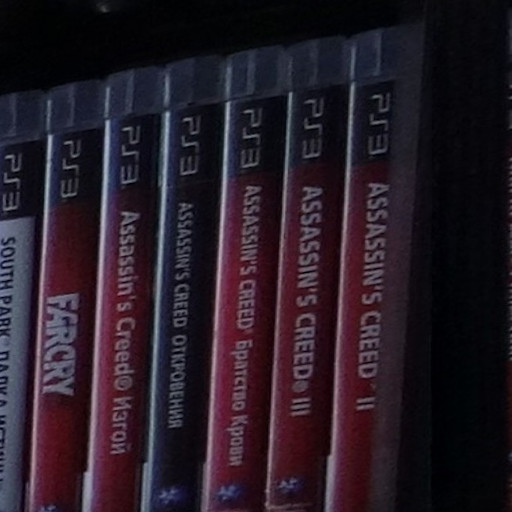 PS3
SOUTH PARK: ПАЛКА ИСТИНЫ
PS3
FARCRY
PS3
Assassin's Creed® Изгой
PS3
ASSASSIN'S CREED® ОТКРОВЕНИЯ
PS3
ASSASSIN'S CREED® Братство Крови
PS3
ASSASSIN'S CREED® III
PS3
ASSASSIN'S CREED® II